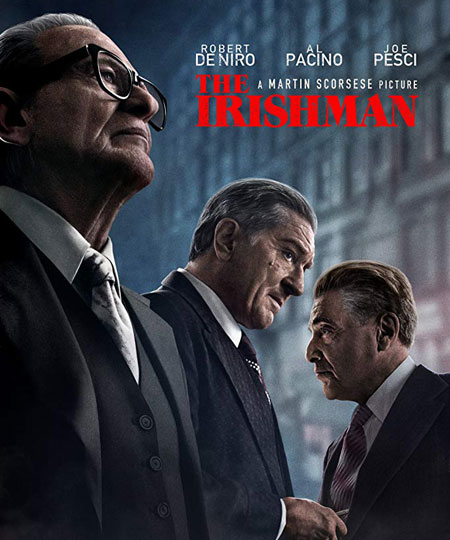 ROBERT DE NIRO
AL PACINO
JOE PESCI
THE
A MARTIN SCORSESE PICTURE
IRISHMAN